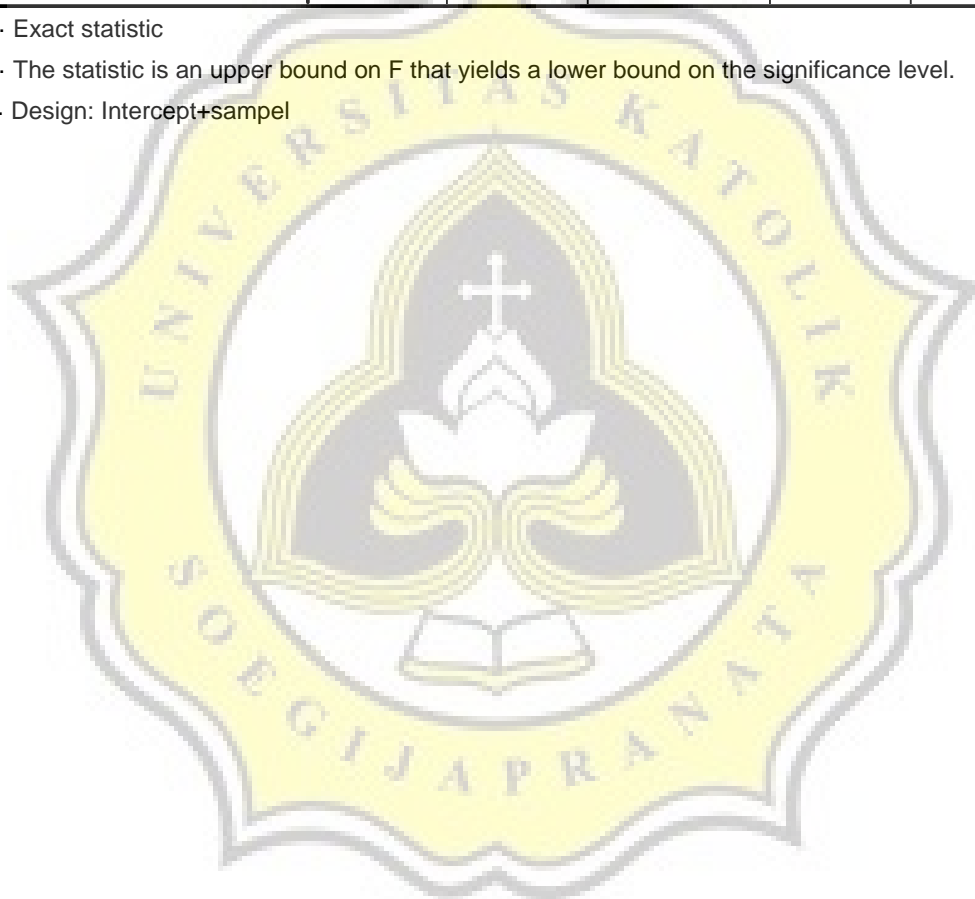 . Exact statistic
. The statistic is an upper bound on F that yields a lower bound on the significance level.
. Design: Intercept+sampel
UNIVERSITAS KATOLIK
SOEGIJAPRANATA